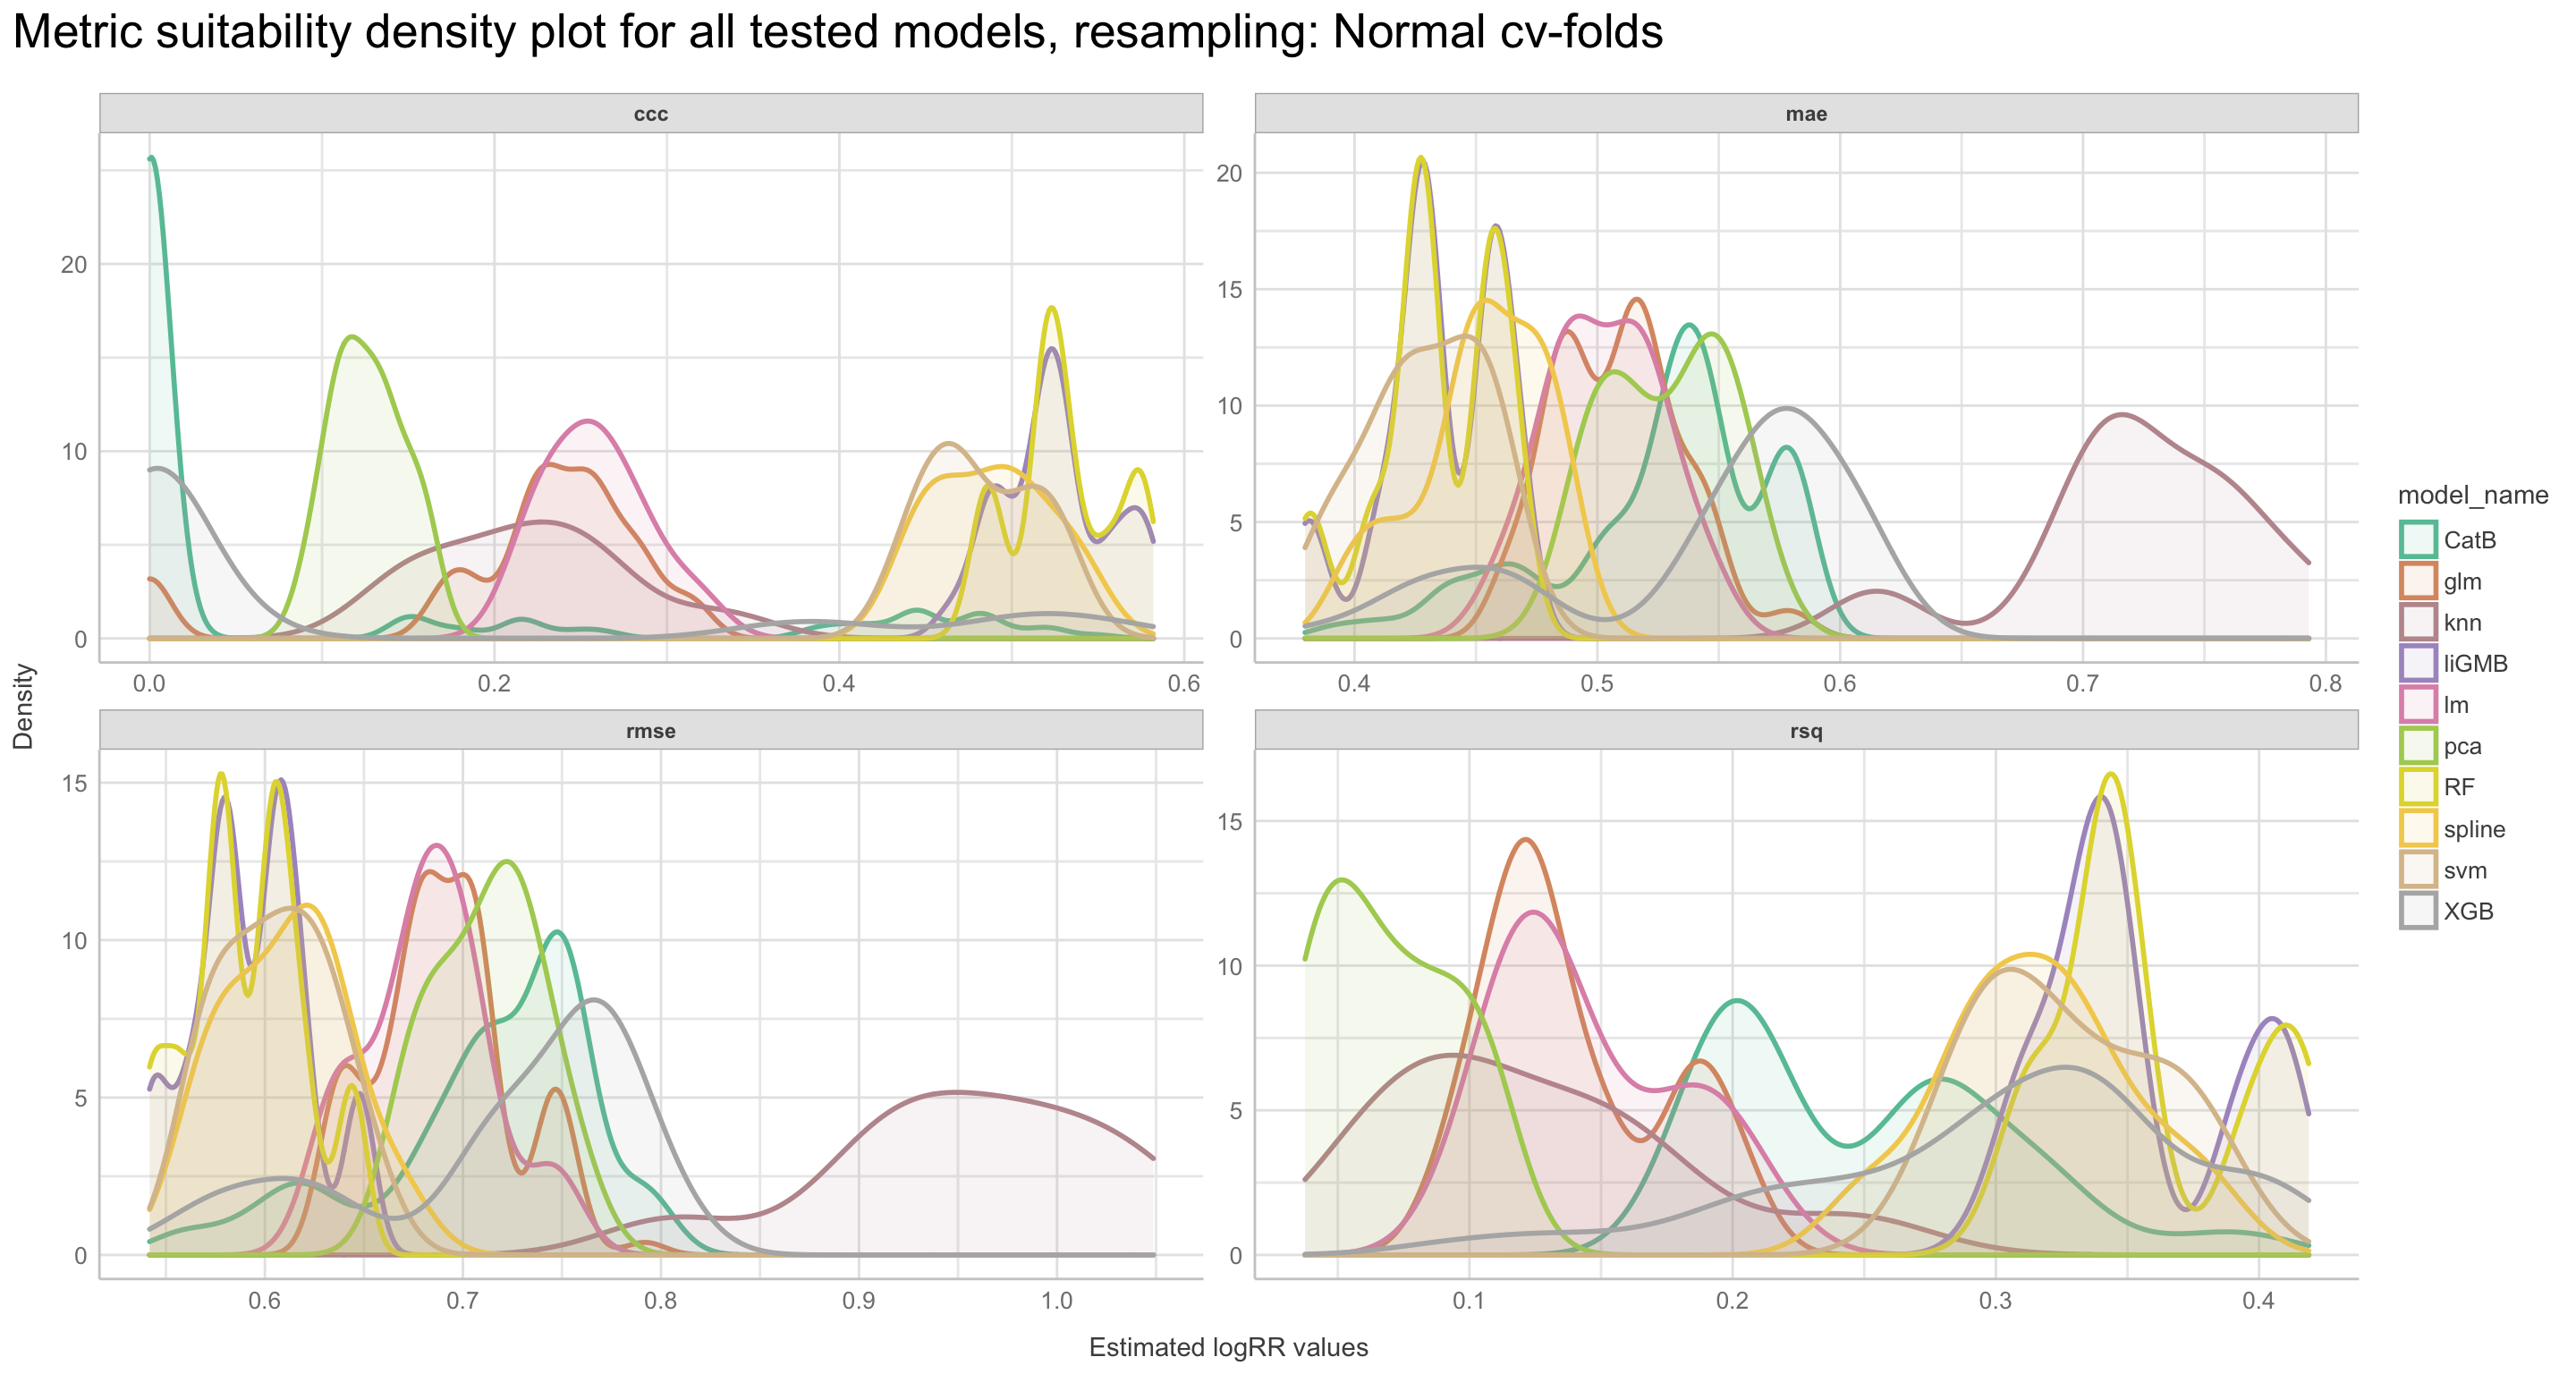 Metric suitability density plot for all tested models, resampling: Normal cv-folds
ccc
mae
20
10
0
0.0 0.2 0.4 0.6
20
15
10
5
0
0.4 0.5 0.6 0.7 0.8
Density
rmse
rsq
15
10
5
0
0.6 0.7 0.8 0.9 1.0
15
10
5
0
0.1 0.2 0.3 0.4
Estimated logRR values
model_name
CatB
glm
knn
liGMB
lm
pca
RF
spline
svm
XGB